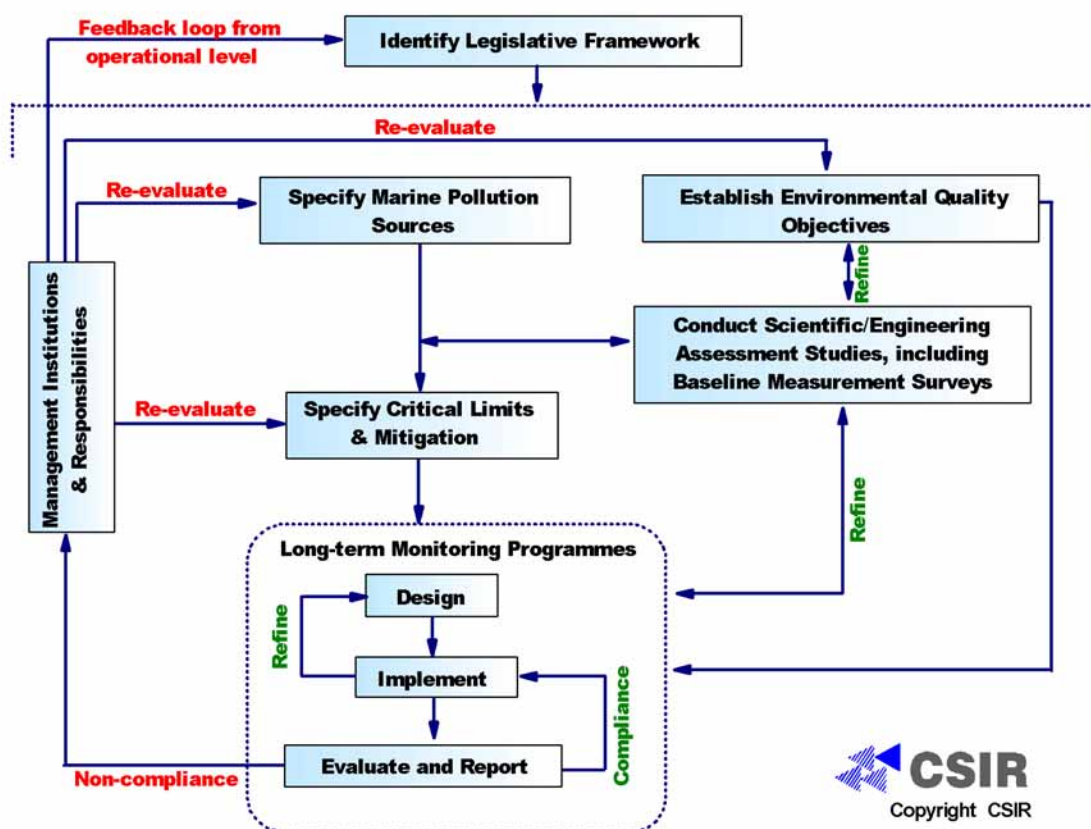 Feedback loop from
operational level
Identify Legislative Framework
Re-evaluate
Re-evaluate
Specify Marine Pollution
Sources
Establish Environmental Quality
Objectives
Refine
Management Institutions
& Responsibilities
Conduct Scientific/Engineering
Assessment Studies, including
Baseline Measurement Surveys
Re-evaluate
Specify Critical Limits
& Mitigation
Refine
Long-term Monitoring Programmes
Design
Refine
Implement
Compliance
Evaluate and Report
Non-compliance
CSIR
Copyright CSIR